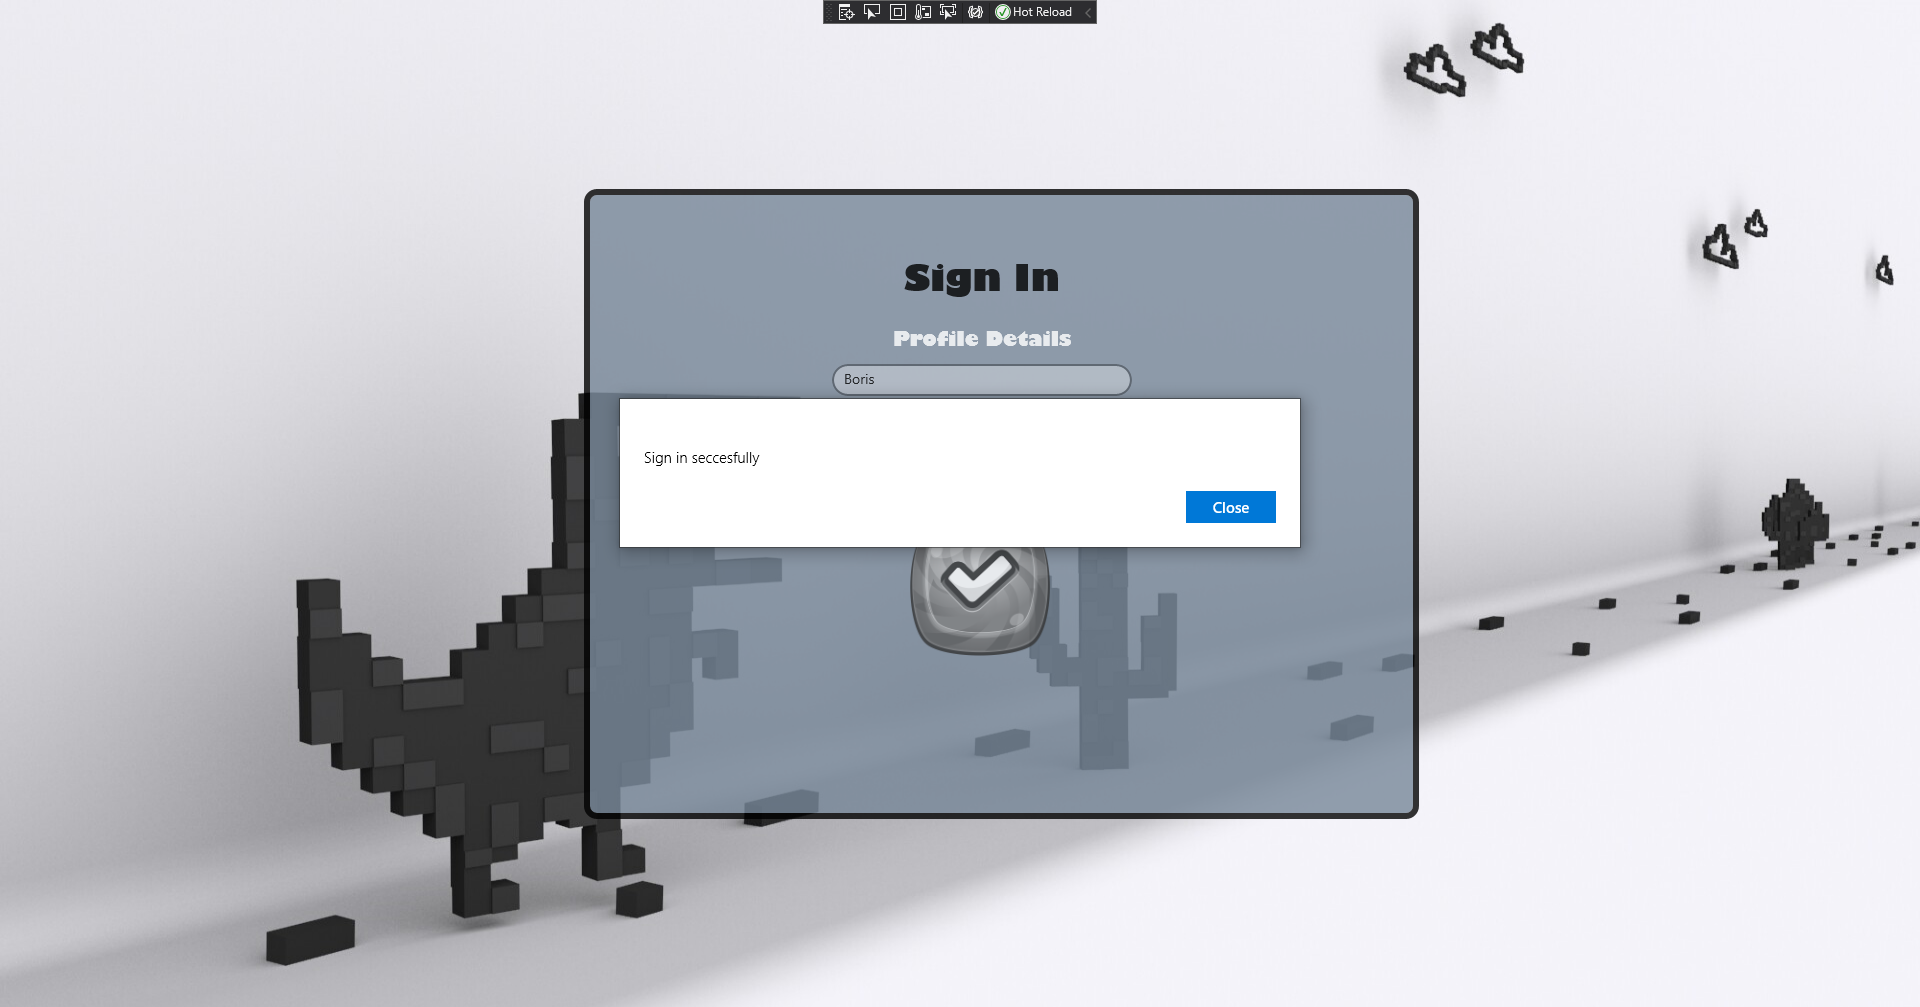 Hot Reload
Sign In
Profile Details
Boris
Sign in seccesfully
Close